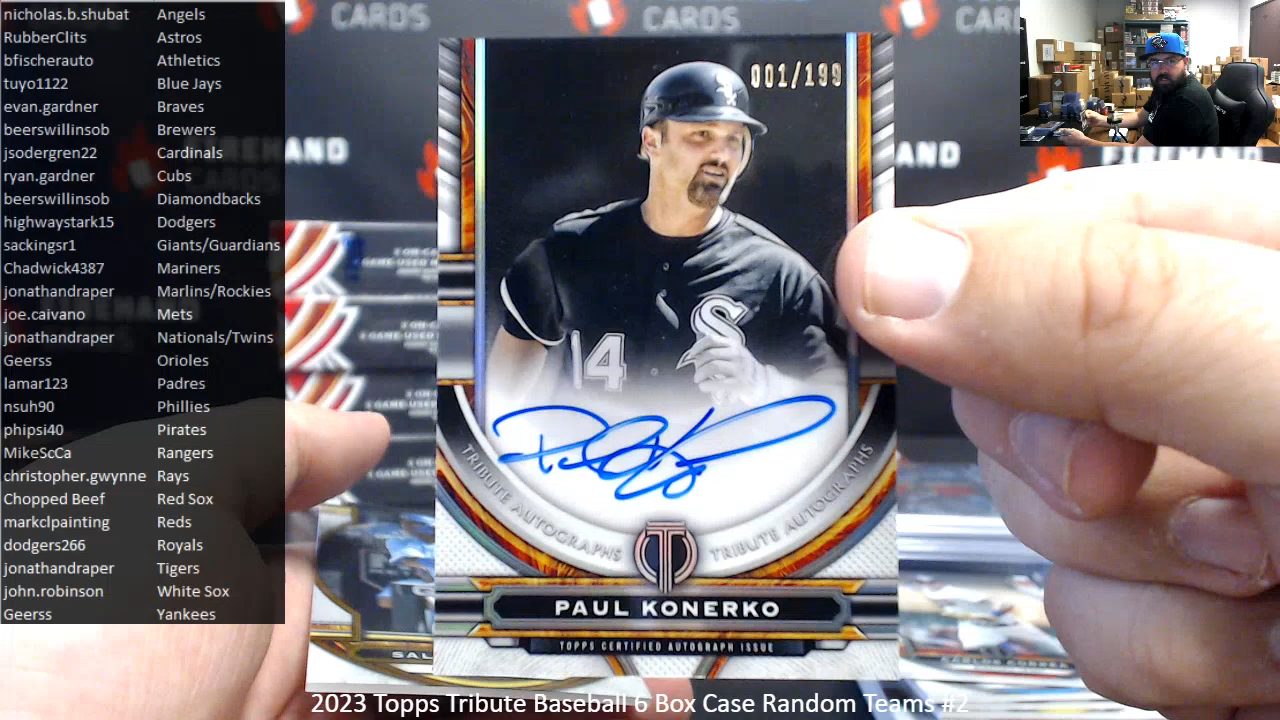 nicholas.b.shubat Angels
RubberClits Astros
bfischerauto Athletics
tuyo1122 Blue Jays
evan.gardner Braves
beerswillinsob Brewers
jsodergren22 Cardinals
ryan.gardner Cubs
beerswillinsob Diamondbacks
highwaystark15 Dodgers
sackingsr1 Giants/Guardians
Chadwick4387 Mariners
jonathandraper Marlins/Rockies
joe.caivano Mets
jonathandraper Nationals/Twins
Geerss Orioles
lamar123 Padres
nsuh90 Phillies
phipsi40 Pirates
MikeScCa Rangers
christopher.gwynne Rays
Chopped Beef Red Sox
markclpainting Reds
dodgers266 Royals
jonathandraper Tigers
john.robinson White Sox
Geerss Yankees
CARDS
CARDS
001/199
14
TRIBUTE AUTOGRAPHS
TRIBUTE AUTOGRAPHS
PAUL KONERKO
TOPPS CERTIFIED AUTOGRAPH ISSUE
SAL
CARLOS CORREA
2023 Topps Tribute Baseball 6 Box Case Random Teams #2